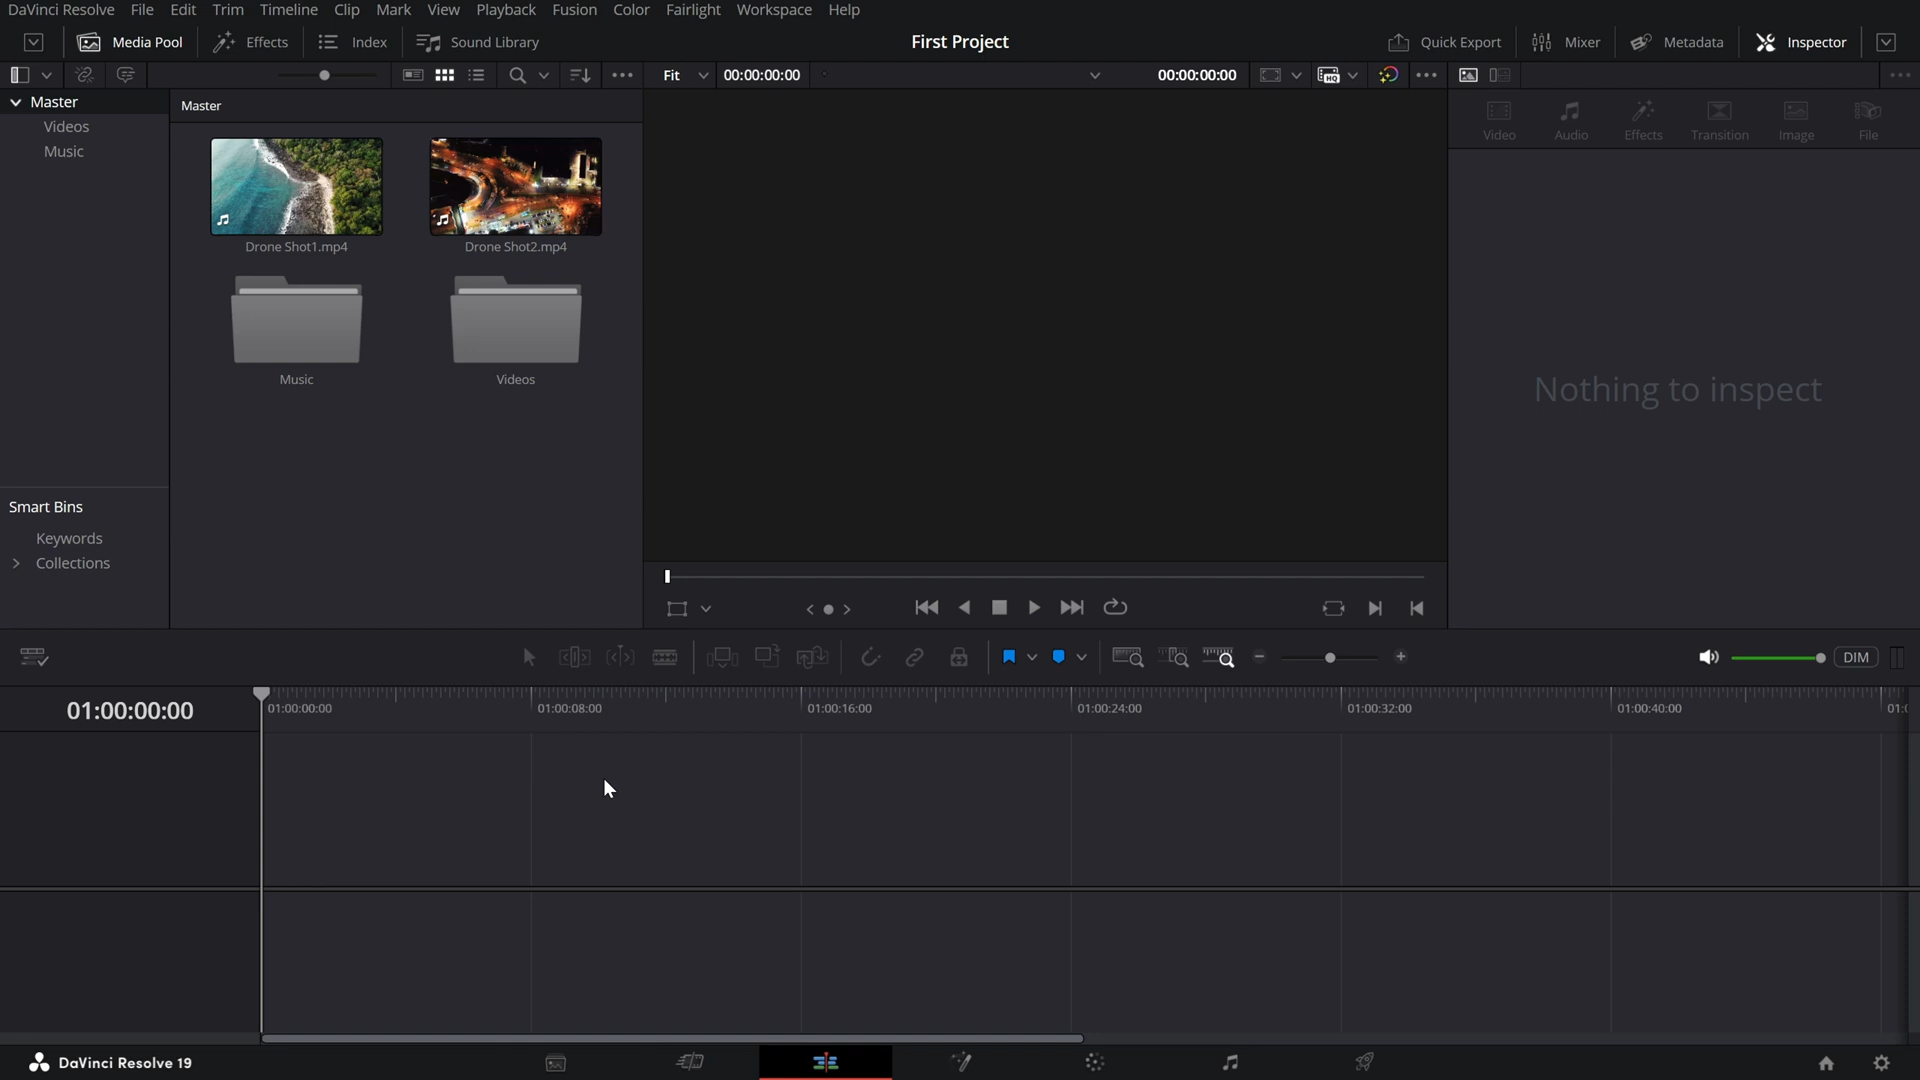 DaVinci Resolve File Edit Trim Timeline Clip Mark View Playback Fusion Color Fairlight Workspace Help
Media Pool Effects Index Sound Library First Project Quick Export Mixer Metadata Inspector
Fit 00:00:00:00 00:00:00:00
Master
Videos
Music
Master
Drone Shot1.mp4 Drone Shot2.mp4
Music Videos
Video Audio Effects Transition Image File
Nothing to inspect
Smart Bins
Keywords
Collections
DIM
01:00:00:00
01:00:00:00 01:00:08:00 01:00:16:00 01:00:24:00 01:00:32:00 01:00:40:00
DaVinci Resolve 19